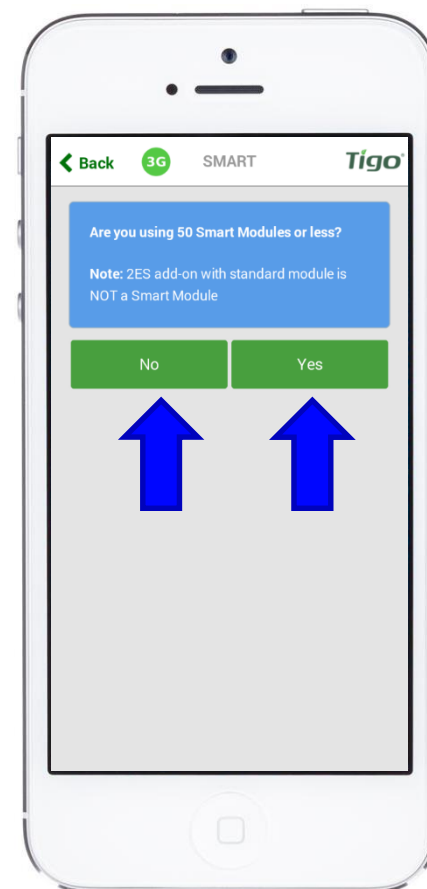 Back 3G SMART Tigo
Are you using 50 Smart Modules or less?
Note: 2ES add-on with standard module is
NOT a Smart Module
No Yes